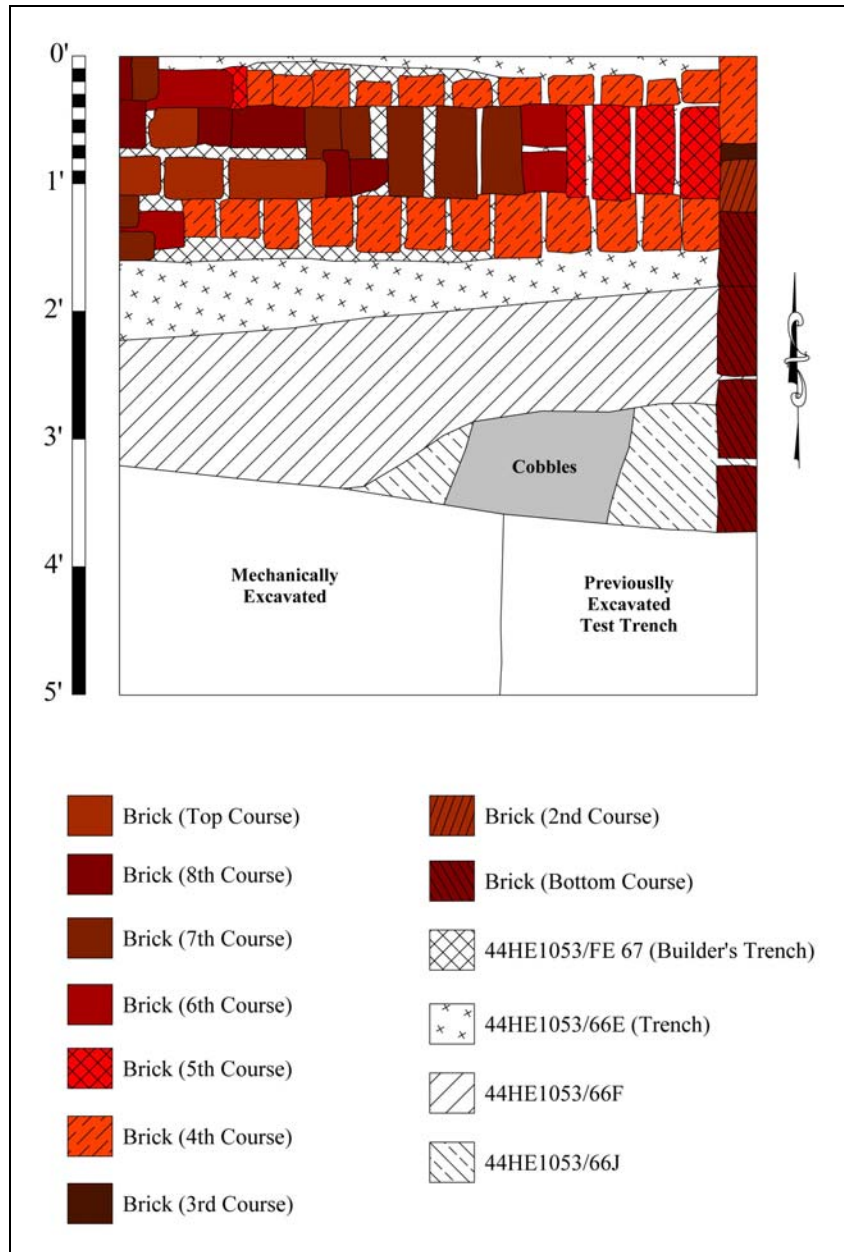 0'
1'
2'
3'
4'
5'
Cobbles
Mechanically
Excavated
Previouslly
Excavated
Test Trench
Brick (Top Course)
Brick (8th Course)
Brick (7th Course)
Brick (6th Course)
Brick (5th Course)
Brick (4th Course)
Brick (3rd Course)
Brick (2nd Course)
Brick (Bottom Course)
44HE1053/FE 67 (Builder's Trench)
44HE1053/66E (Trench)
44HE1053/66F
44HE1053/66J